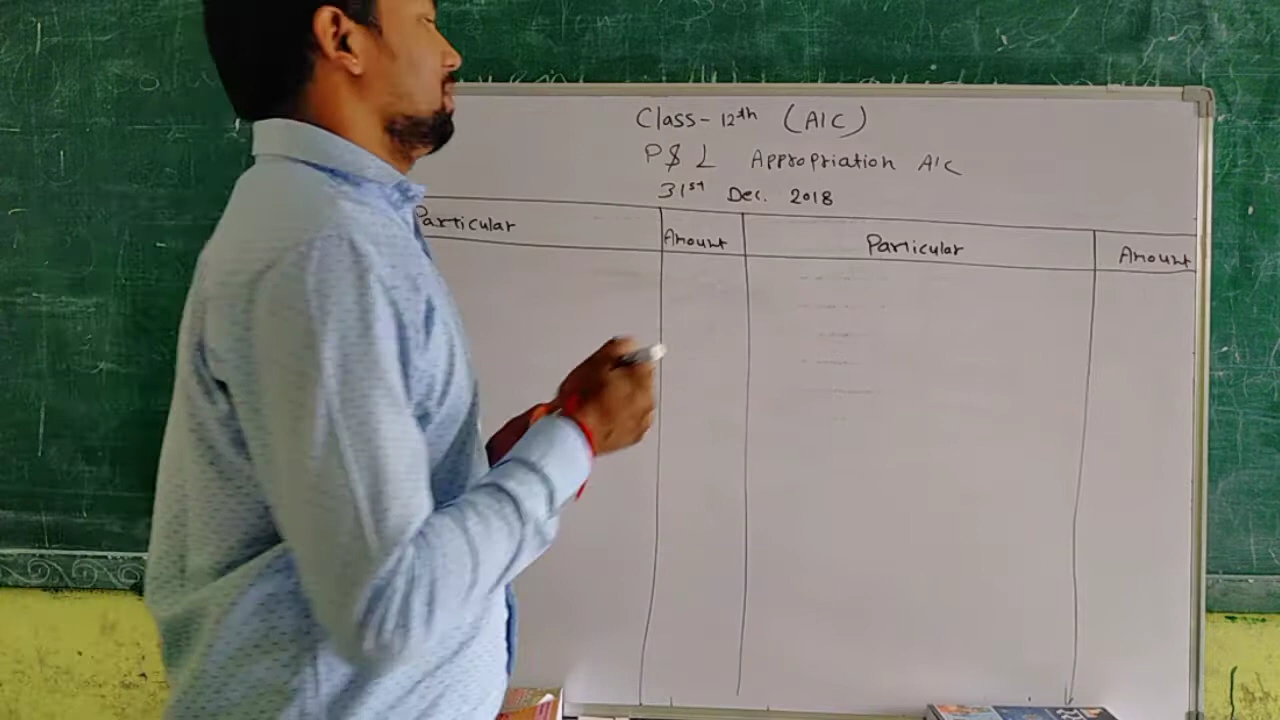 Class - 12th (A/C)
P & L Appropriation A/C
31st Dec. 2018
Particular Amount Particular Amount